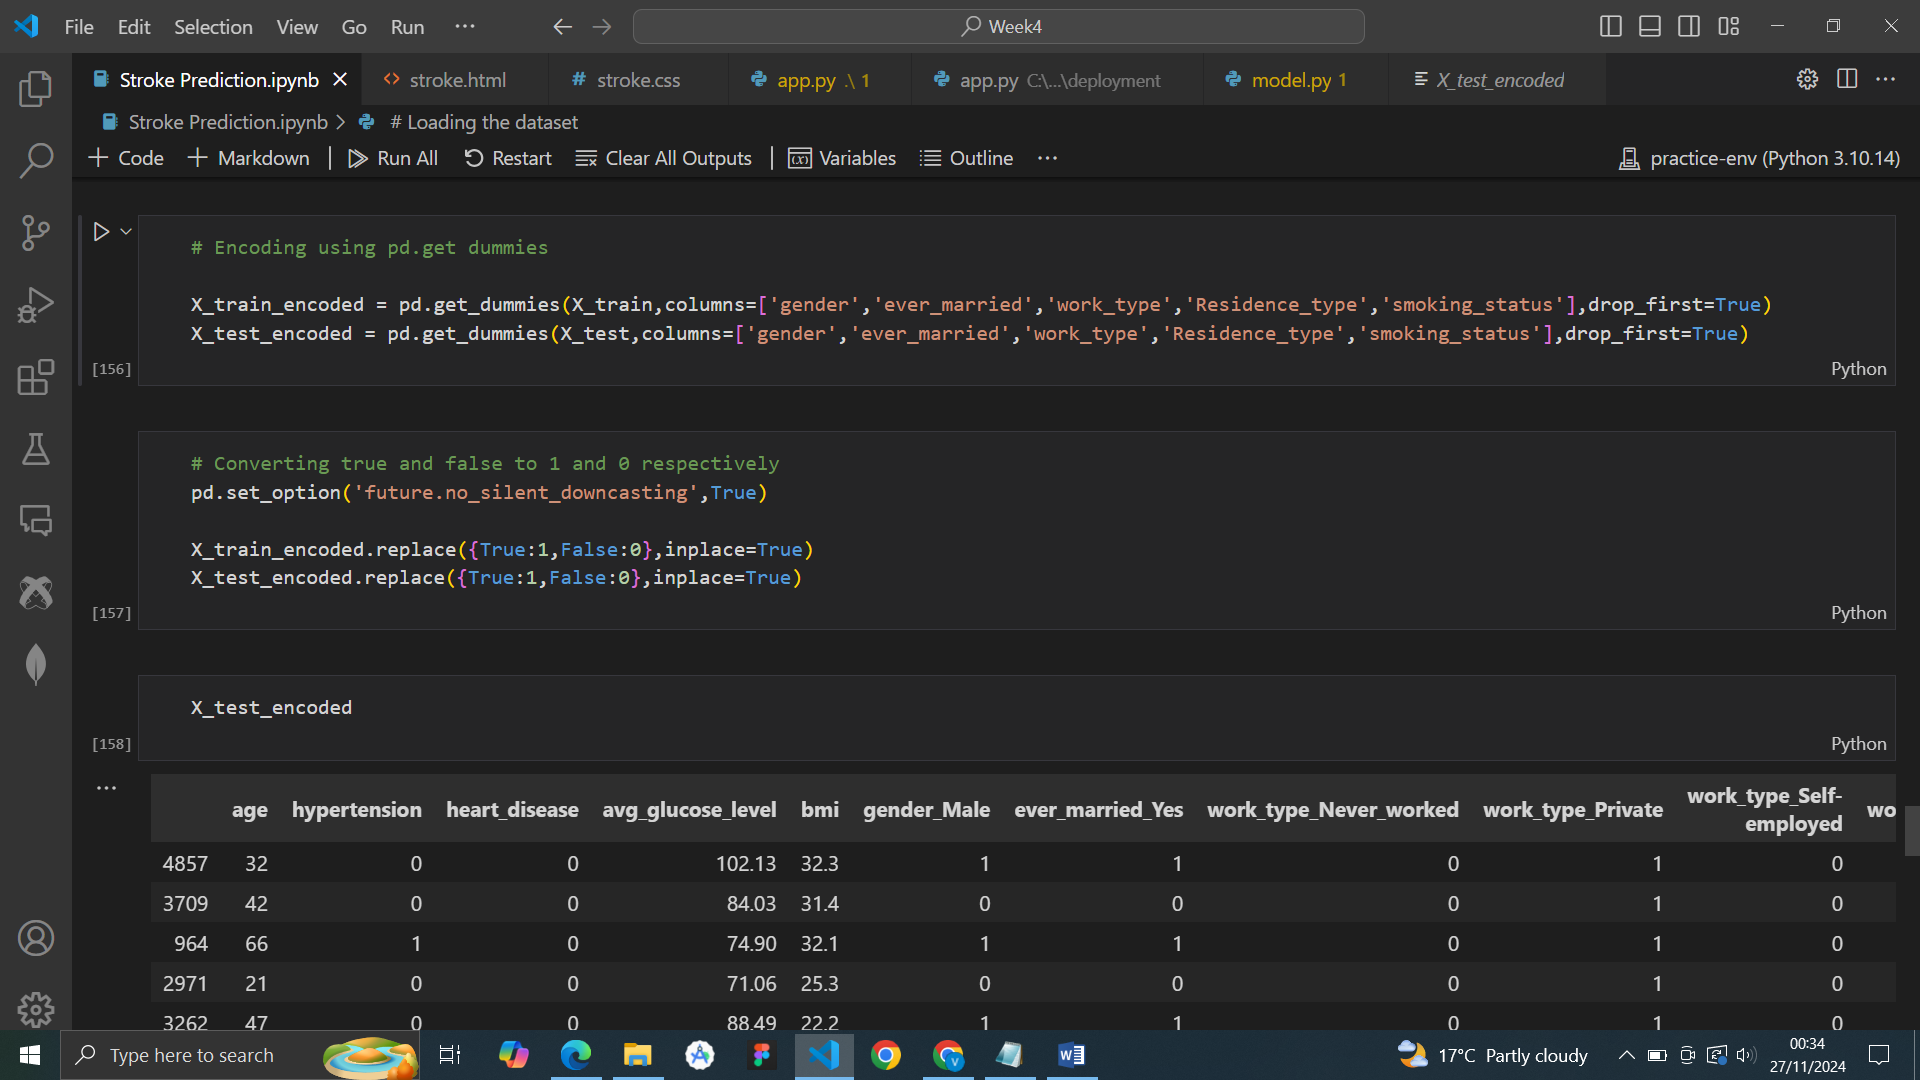 File Edit Selection View Go Run ...
Week4
Stroke Prediction.ipynb
stroke.html
stroke.css
app.py .\ 1
app.py C:\...\deployment
model.py 1
X_test_encoded
Stroke Prediction.ipynb > # Loading the dataset
+ Code + Markdown | Run All Restart Clear All Outputs | Variables Outline ...
practice-env (Python 3.10.14)
# Encoding using pd.get dummies
X_train_encoded = pd.get_dummies(X_train,columns=['gender','ever_married','work_type','Residence_type','smoking_status'],drop_first=True)
X_test_encoded = pd.get_dummies(X_test,columns=['gender','ever_married','work_type','Residence_type','smoking_status'],drop_first=True)
[156]
Python
# Converting true and false to 1 and 0 respectively
pd.set_option('future.no_silent_downcasting',True)
X_train_encoded.replace({True:1,False:0},inplace=True)
X_test_encoded.replace({True:1,False:0},inplace=True)
[157]
Python
X_test_encoded
[158]
Python
...
age hypertension heart_disease avg_glucose_level bmi gender_Male ever_married_Yes work_type_Never_worked work_type_Private work_type_Self-employed wo
4857 32 0 0 102.13 32.3 1 1 0 1 0
3709 42 0 0 84.03 31.4 0 0 0 1 0
964 66 1 0 74.90 32.1 1 1 0 1 0
2971 21 0 0 71.06 25.3 0 0 0 1 0
3262 47 0 0 88.49 22.2 1 1 0 1 0
Type here to search
17°C Partly cloudy
00:34
27/11/2024